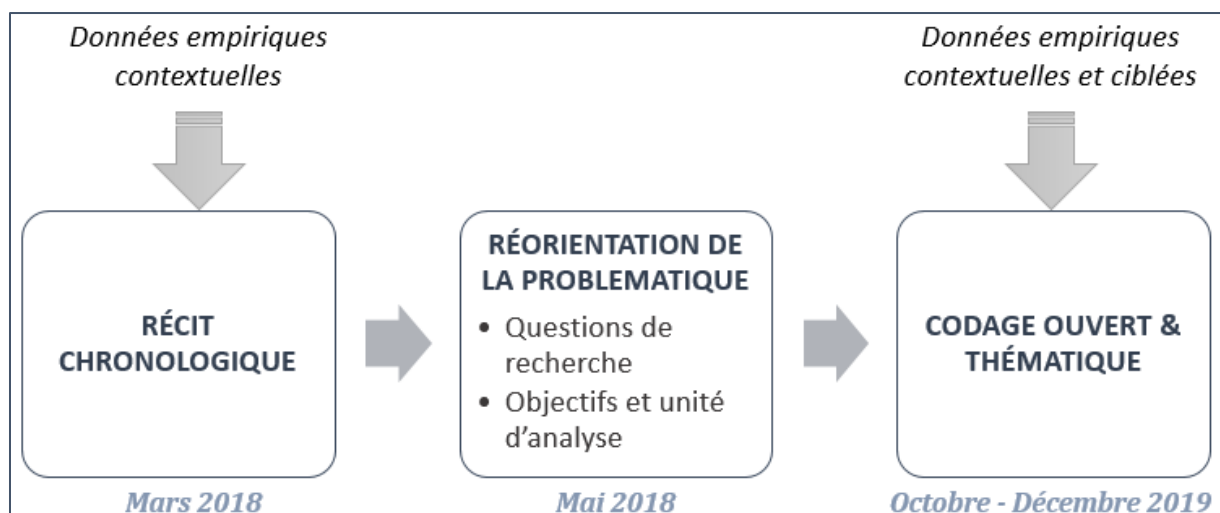 Données empiriques
contextuelles
Données empiriques
contextuelles et ciblées
RÉCIT
CHRONOLOGIQUE
RÉORIENTATION DE
LA PROBLEMATIQUE
• Questions de
recherche
• Objectifs et unité
d’analyse
CODAGE OUVERT &
THÉMATIQUE
Mars 2018
Mai 2018
Octobre - Décembre 2019